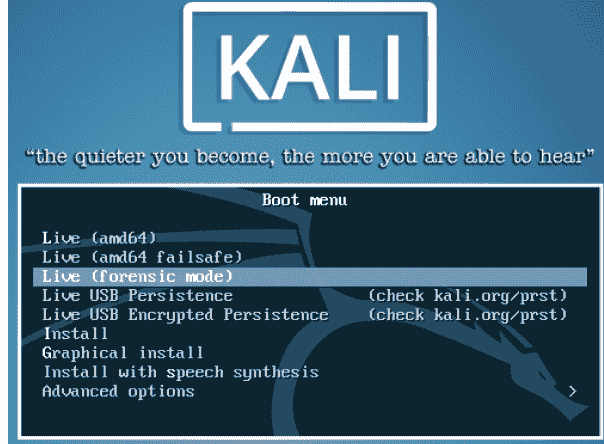 KALI
“the quieter you become, the more you are able to hear”
Boot menu
Live (amd64)
Live (amd64 failsafe)
Live (forensic mode)
Live USB Persistence (check kali.org/prst)
Live USB Encrypted Persistence (check kali.org/prst)
Install
Graphical install
Install with speech synthesis
Advanced options >